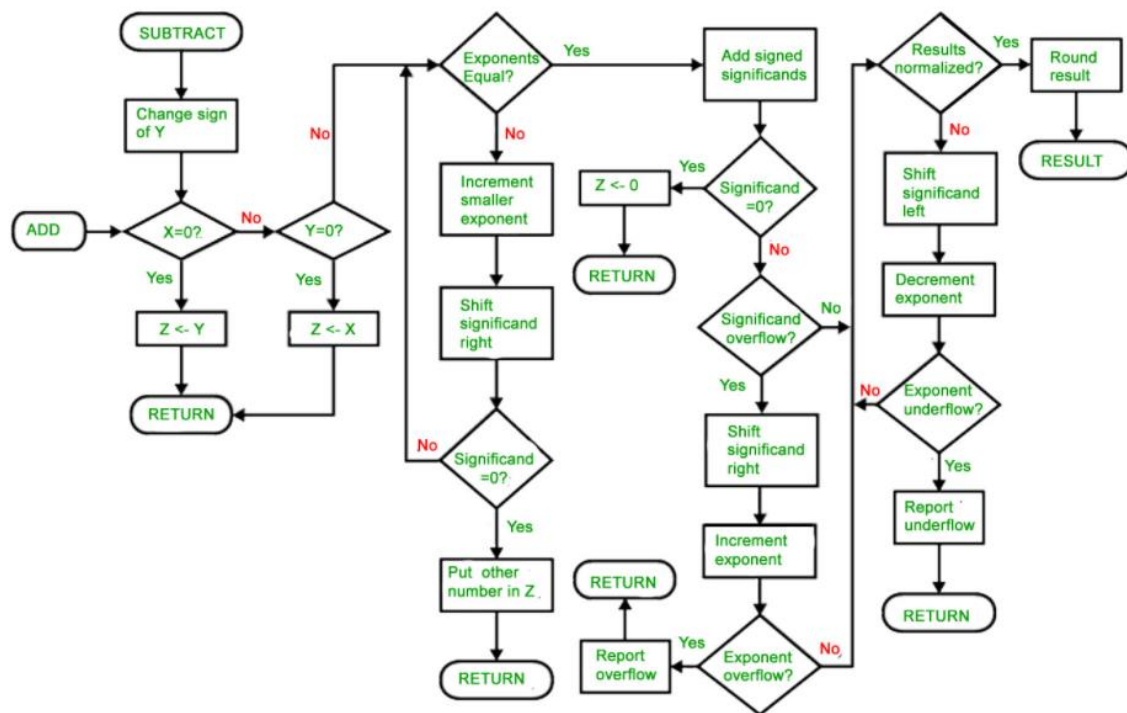 SUBTRACT
Change sign
of Y
ADD
X=0?
No
Y=0?
No
Yes
Yes
Z <- Y
Z <- X
RETURN
Exponents
Equal?
Yes
No
Increment
smaller
exponent
Shift
significand
right
No
Significand
=0?
Yes
Put other
number in Z
RETURN
Add signed
significands
Yes
Significand
=0?
Z <- 0
RETURN
No
Significand
overflow?
No
Yes
Shift
significand
right
Increment
exponent
Exponent
overflow?
Yes
No
Report
overflow
RETURN
Results
normalized?
Yes
Round
result
RESULT
No
Shift
significand
left
Decrement
exponent
No
Exponent
underflow?
Yes
Report
underflow
RETURN